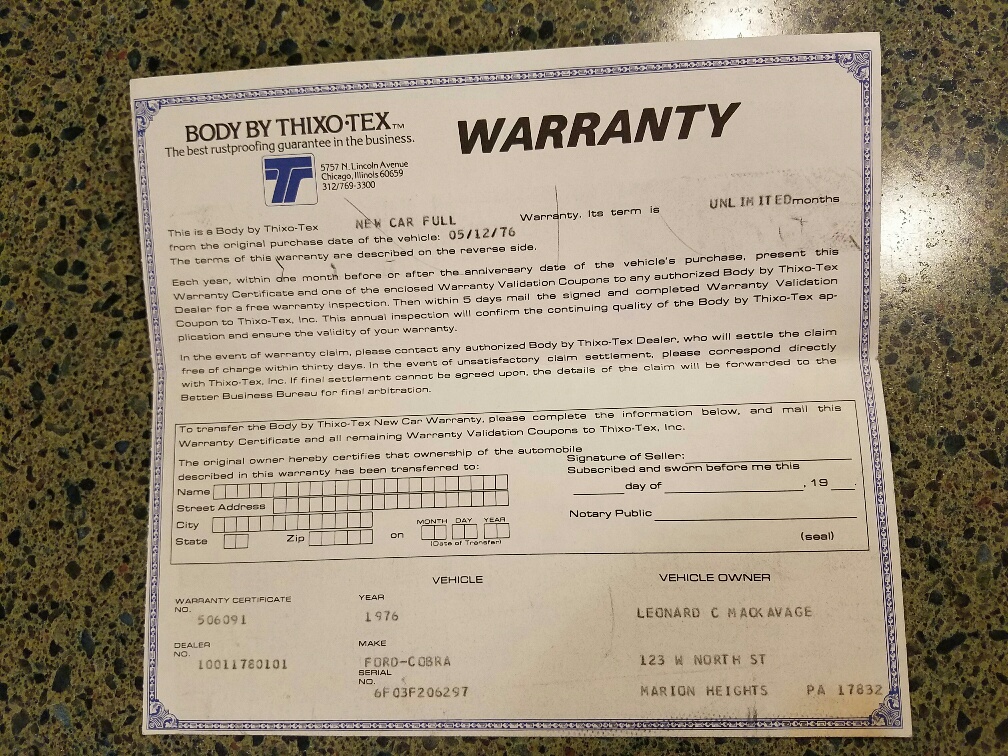 BODY BY THIXO·TEX™
The best rustproofing guarantee in the business.
WARRANTY
TT
5757 N. Lincoln Avenue
Chicago, Illinois 60659
312/769-3300
This is a Body by Thixo-Tex NEW CAR FULL Warranty. Its term is UNLIMITED months
from the original purchase date of the vehicle: 05/12/76
The terms of this warranty are described on the reverse side.
Each year, within one month before or after the anniversary date of the vehicle's purchase, present this
Warranty Certificate and one of the enclosed Warranty Validation Coupons to any authorized Body by Thixo-Tex
Dealer for a free warranty inspection. Then within 5 days mail the signed and completed Warranty Validation
Coupon to Thixo-Tex, Inc. This annual inspection will confirm the continuing quality of the Body by Thixo-Tex ap-
plication and ensure the validity of your warranty.
In the event of warranty claim, please contact any authorized Body by Thixo-Tex Dealer, who will settle the claim
free of charge within thirty days. In the event of unsatisfactory claim settlement, please correspond directly
with Thixo-Tex, Inc. If final settlement cannot be agreed upon, the details of the claim will be forwarded to the
Better Business Bureau for final arbitration.
To transfer the Body by Thixo-Tex New Car Warranty, please complete the information below, and mail this
Warranty Certificate and all remaining Warranty Validation Coupons to Thixo-Tex, Inc.
The original owner hereby certifies that ownership of the automobile
described in this warranty has been transferred to:
Name
Street Address
City
State Zip on MONTH DAY YEAR
(Date of Transfer)
Signature of Seller:
Subscribed and sworn before me this
day of , 19 .
Notary Public
(seal)
VEHICLE
VEHICLE OWNER
WARRANTY CERTIFICATE
NO.
506091
YEAR
1976
LEONARD C MACKAVAGE
DEALER
NO.
10011780101
MAKE
FORD-COBRA
123 W NORTH ST
SERIAL
NO.
6F03F206297
MARION HEIGHTS PA 17832